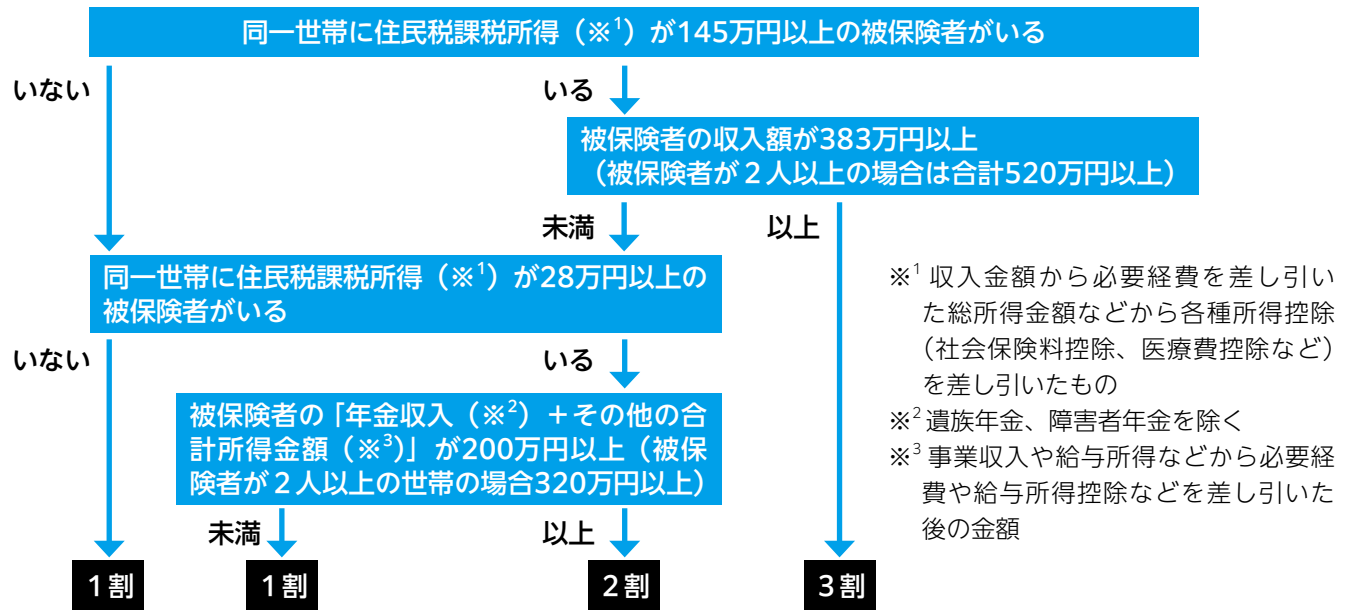 同一世帯に住民税課税所得（※1）が145万円以上の被保険者がいる
いない
いる
被保険者の収入額が383万円以上
（被保険者が２人以上の場合は合計520万円以上）
未満
以上
同一世帯に住民税課税所得（※1）が28万円以上の
被保険者がいる
いない
いる
被保険者の「年金収入（※2）＋その他の合
計所得金額（※3）」が200万円以上（被保
険者が２人以上の世帯の場合320万円以上）
未満
以上
１割
１割
２割
３割
※1 収入金額から必要経費を差し引い
た総所得金額などから各種所得控除
（社会保険料控除、医療費控除など）
を差し引いたもの
※2 遺族年金、障害者年金を除く
※3 事業収入や給与所得などから必要経
費や給与所得控除などを差し引いた
後の金額